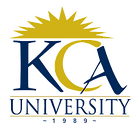 KCA
UNIVERSITY
~ 1989 ~